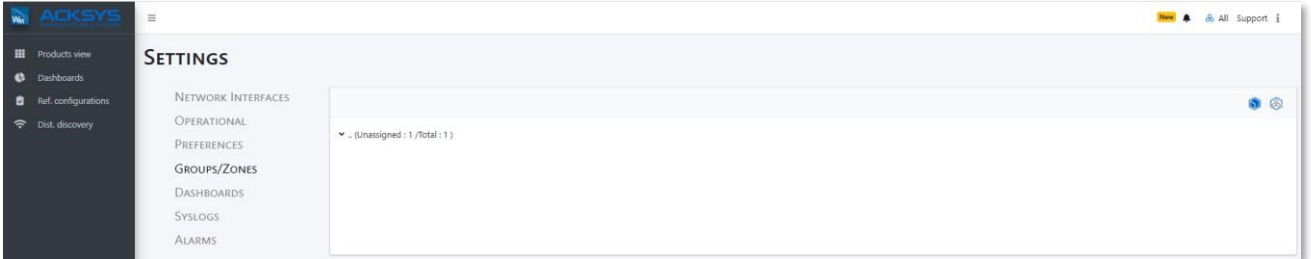 WM ACKSYS
New All Support i
Products view
Dashboards
Ref. configurations
Dist. discovery
SETTINGS
NETWORK INTERFACES
OPERATIONAL
PREFERENCES
GROUPS/ZONES
DASHBOARDS
SYSLOGS
ALARMS
.. (Unassigned : 1 /Total : 1 )